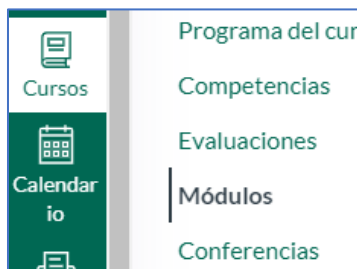 Cursos
Calendar
io
Programa del cur
Competencias
Evaluaciones
Módulos
Conferencias